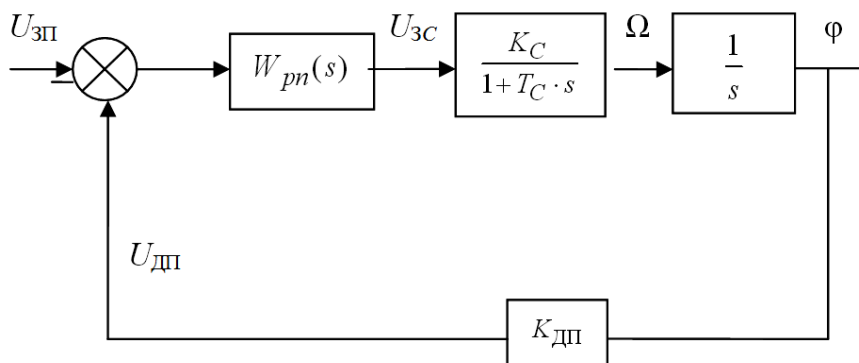 U_ЗП
−
W_pn(s)
U_ЗС
K_C / (1 + T_C · s)
Ω
1 / s
φ
U_ДП
K_ДП